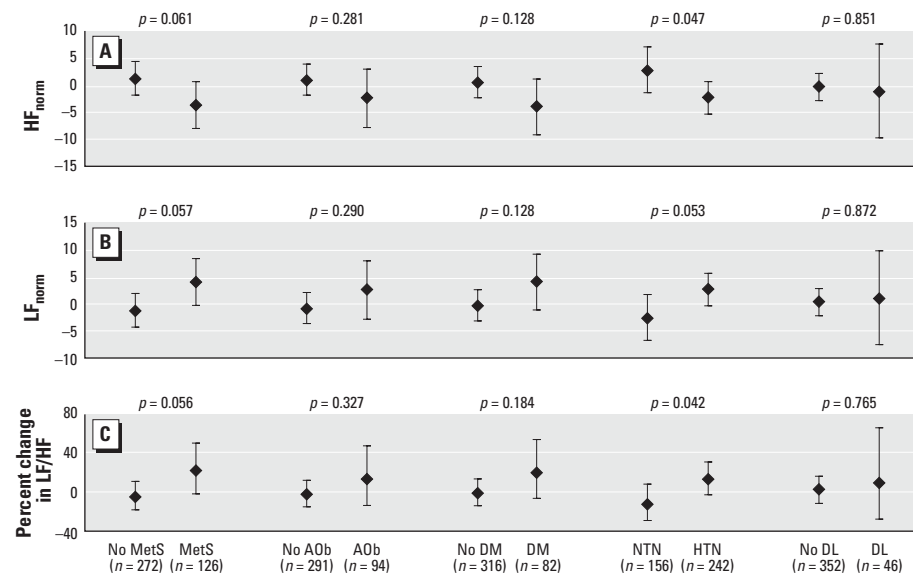 p = 0.061 p = 0.281 p = 0.128 p = 0.047 p = 0.851
A
HFnorm
10
5
0
−5
−10
−15
p = 0.057 p = 0.290 p = 0.128 p = 0.053 p = 0.872
B
LFnorm
15
10
5
0
−5
−10
p = 0.056 p = 0.327 p = 0.184 p = 0.042 p = 0.765
C
Percent change
in LF/HF
80
40
0
−40
No MetS MetS No AOb AOb No DM DM NTN HTN No DL DL
(n = 272) (n = 126) (n = 291) (n = 94) (n = 316) (n = 82) (n = 156) (n = 242) (n = 352) (n = 46)